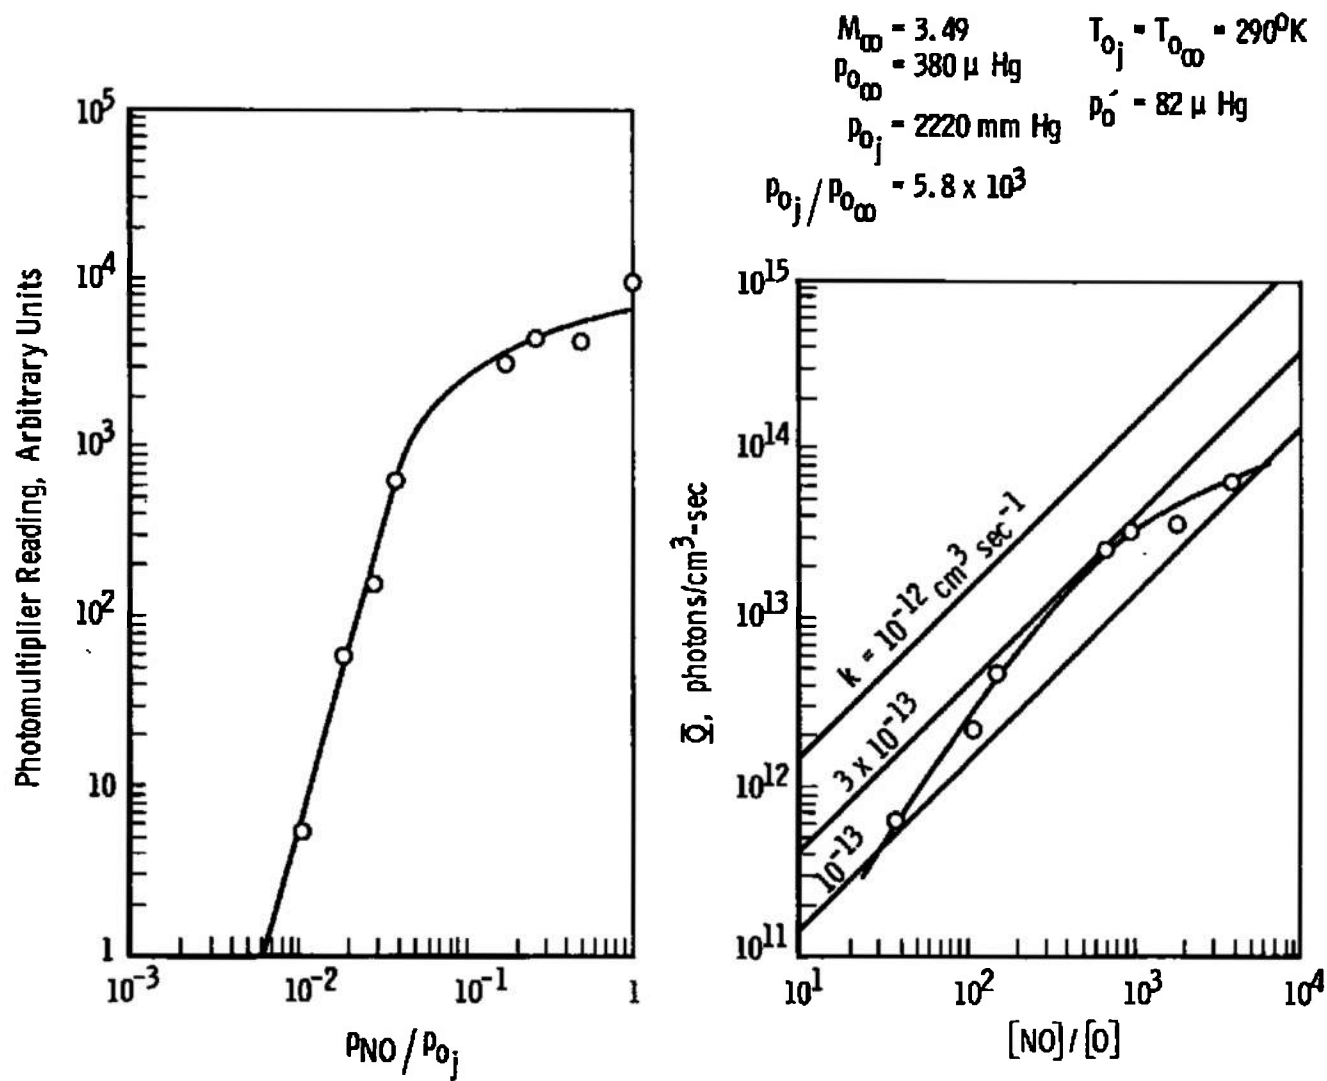 M∞ = 3.49
p₀∞ = 380 μ Hg
p₀j = 2220 mm Hg
p₀j/p₀∞ = 5.8 x 10³
T₀j = T₀∞ = 290⁰K
p₀´ = 82 μ Hg
Photomultiplier Reading, Arbitrary Units
10⁵
10⁴
10³
10²
10
1
10⁻³
10⁻²
10⁻¹
1
pNO/p₀j
Q̅, photons/cm³-sec
10¹⁵
10¹⁴
10¹³
10¹²
10¹¹
k = 10⁻¹² cm³ sec⁻¹
3 x 10⁻¹³
10⁻¹³
10¹
10²
10³
10⁴
[NO]/[O]